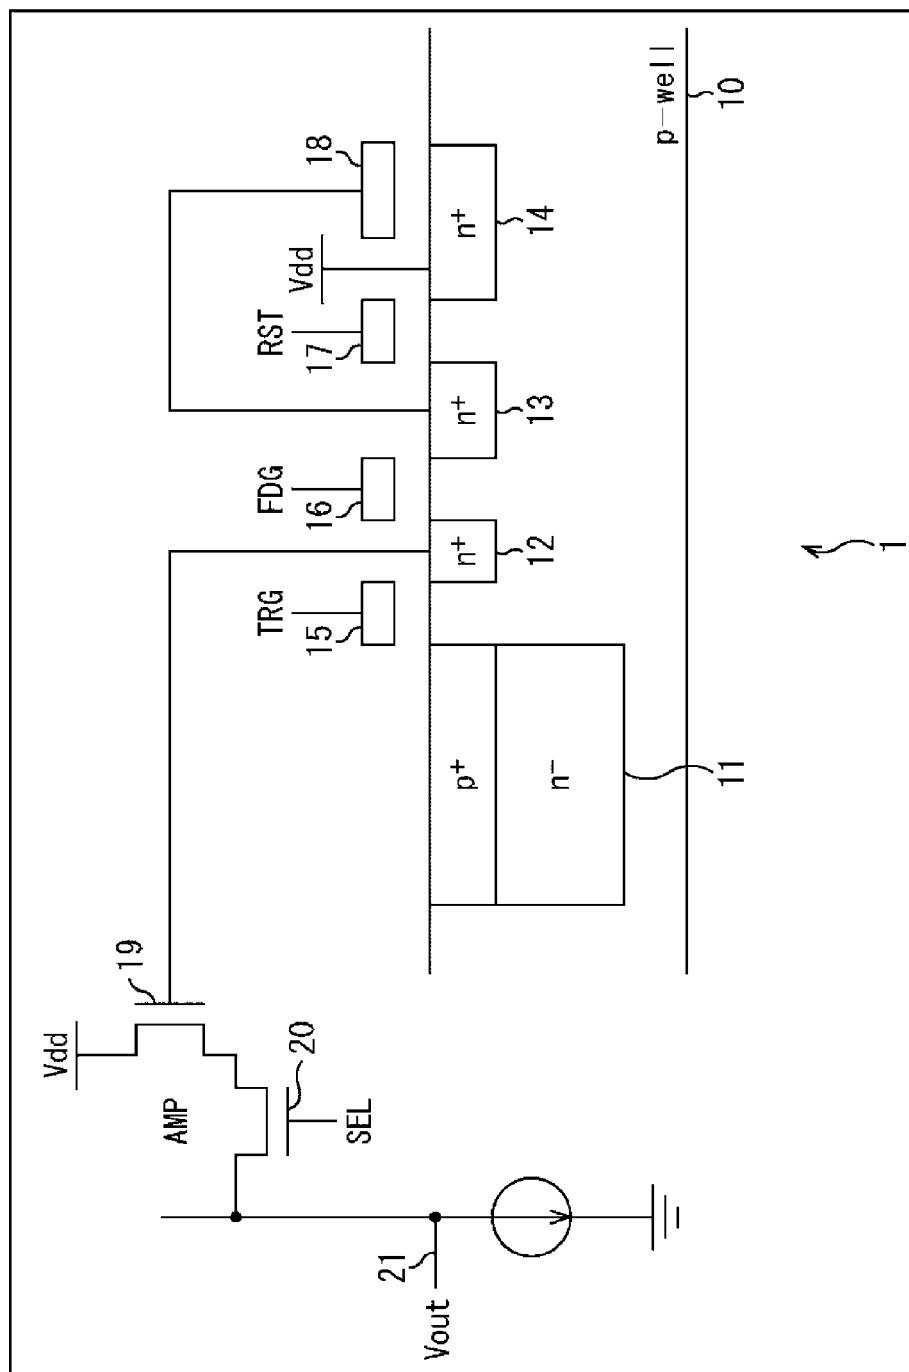 Vdd
19
AMP
20
SEL
21
Vout
TRG
15
FDG
16
RST
17
Vdd
18
p+
n−
11
n+
12
n+
13
n+
14
p-well
10
1